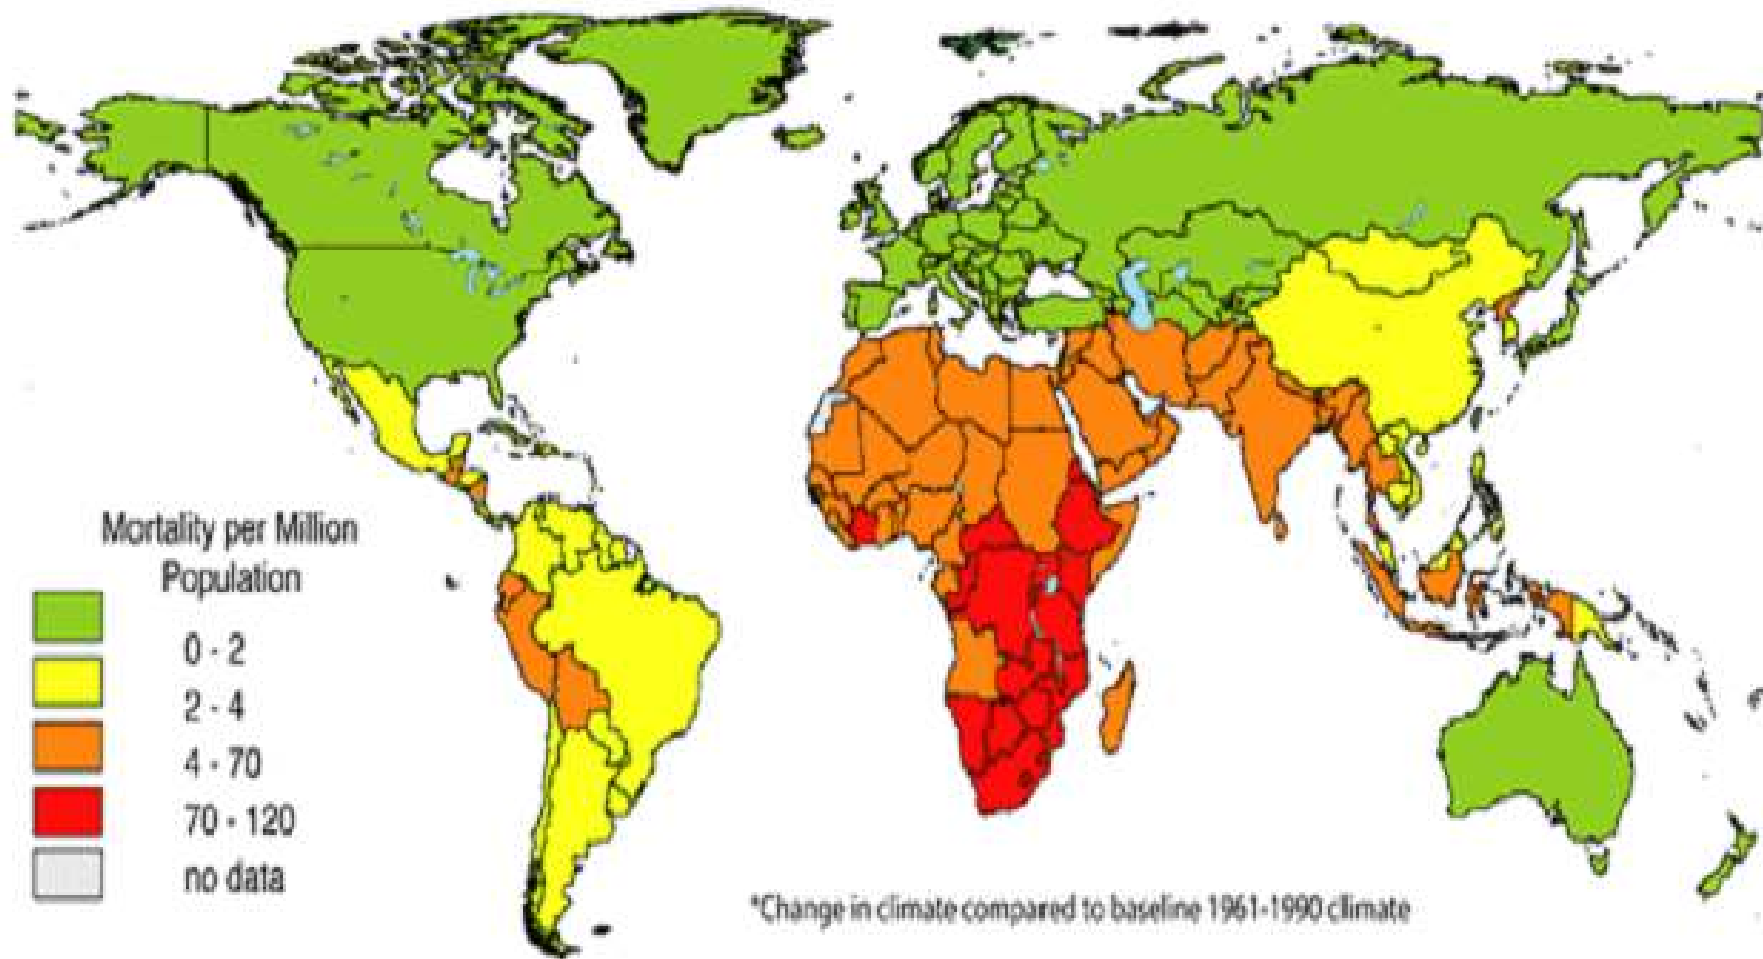 Mortality per Million
Population
0 - 2
2 - 4
4 - 70
70 - 120
no data
*Change in climate compared to baseline 1961-1990 climate